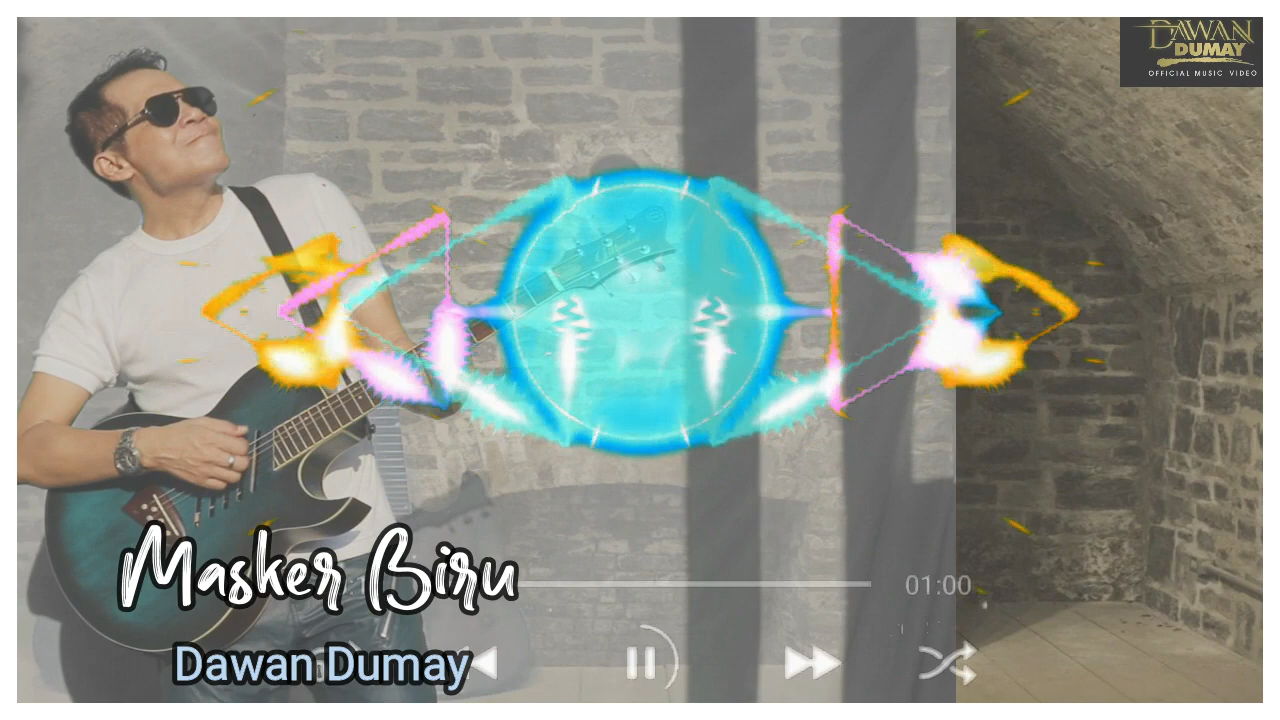 DAWAN
DUMAY
OFFICIAL MUSIC VIDEO
Masker Biru
01:00
Dawan Dumay